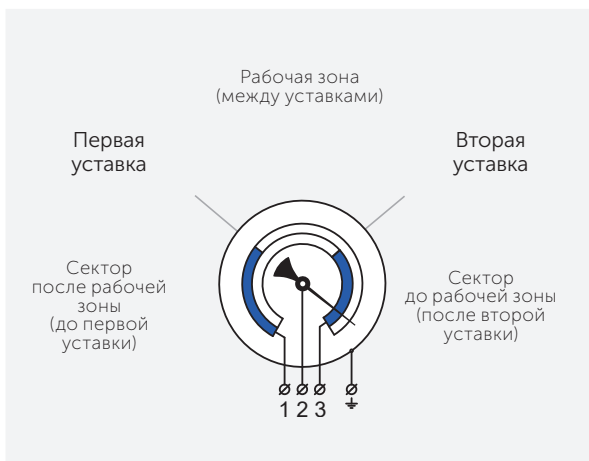 Рабочая зона
(между уставками)
Первая
уставка
Вторая
уставка
Сектор
после рабочей
зоны
(до первой
уставки)
Сектор
до рабочей зоны
(после второй
уставки)
1 2 3